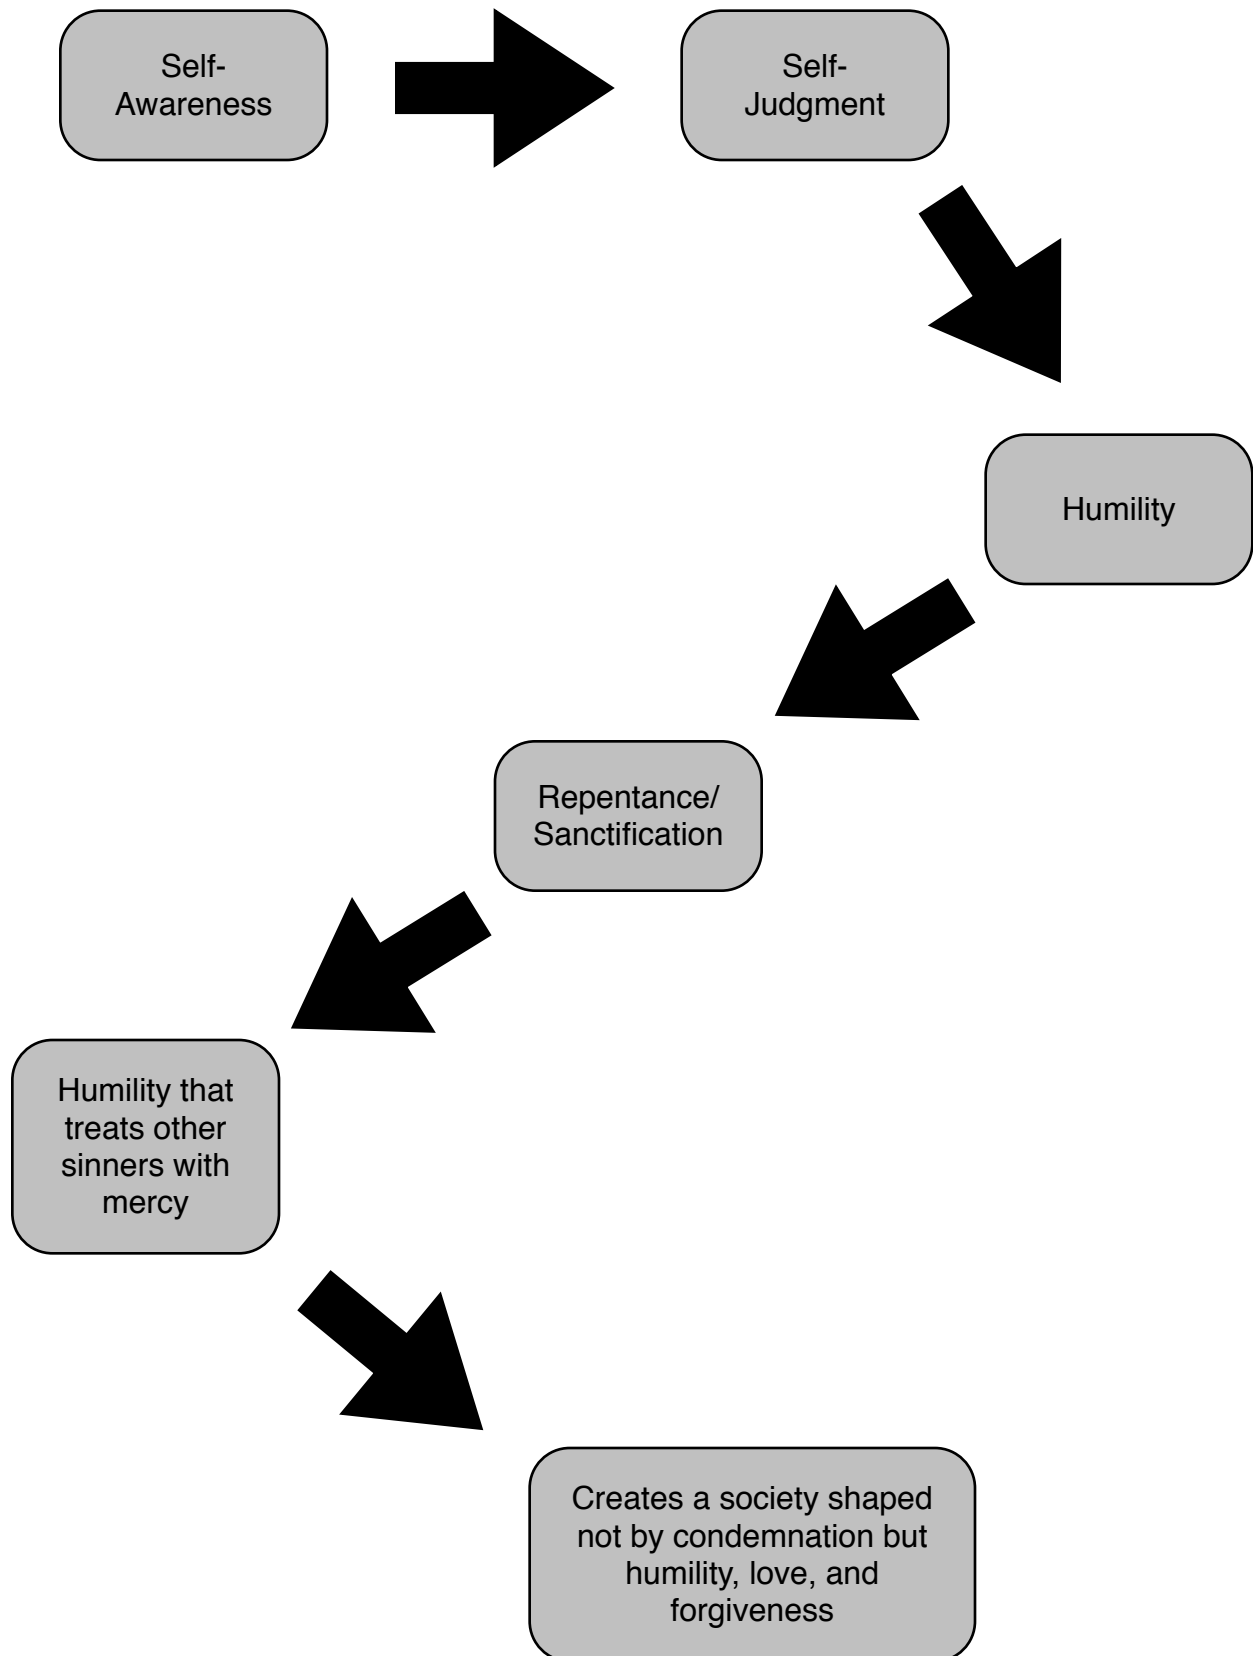 Self-
Awareness
Self-
Judgment
Humility
Repentance/
Sanctification
Humility that
treats other
sinners with
mercy
Creates a society shaped
not by condemnation but
humility, love, and
forgiveness